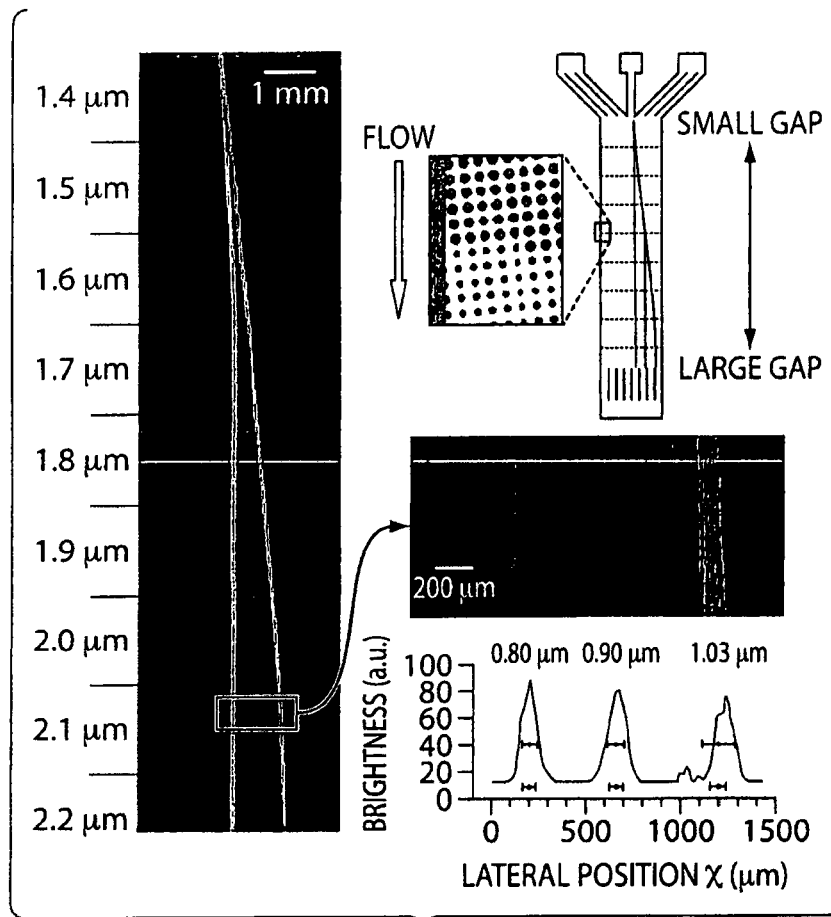 1.4 μm
1.5 μm
1.6 μm
1.7 μm
1.8 μm
1.9 μm
2.0 μm
2.1 μm
2.2 μm
1 mm
FLOW
SMALL GAP
LARGE GAP
200 μm
BRIGHTNESS (a.u.)
0.80 μm 0.90 μm 1.03 μm
100
80
60
40
20
0
0 500 1000 1500
LATERAL POSITION χ (μm)